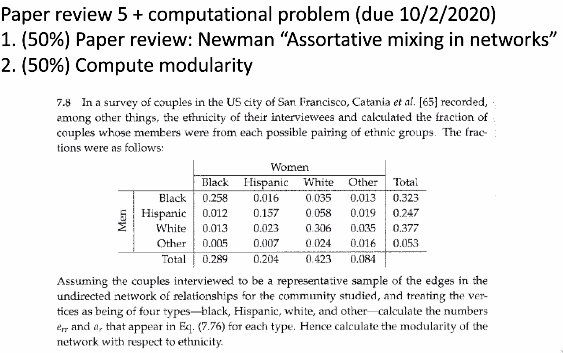 Paper review 5 + computational problem (due 10/2/2020)
1. (50%) Paper review: Newman “Assortative mixing in networks”
2. (50%) Compute modularity
7.8 In a survey of couples in the US city of San Francisco, Catania et al. [65] recorded,
among other things, the ethnicity of their interviewees and calculated the fraction of
couples whose members were from each possible pairing of ethnic groups. The frac-
tions were as follows:
Women
Black Hispanic White Other Total
Men
Black 0.258 0.016 0.035 0.013 0.323
Hispanic 0.012 0.157 0.058 0.019 0.247
White 0.013 0.023 0.306 0.035 0.377
Other 0.005 0.007 0.024 0.016 0.053
Total 0.289 0.204 0.423 0.084
Assuming the couples interviewed to be a representative sample of the edges in the
undirected network of relationships for the community studied, and treating the ver-
tices as being of four types—black, Hispanic, white, and other—calculate the numbers
err and ar that appear in Eq. (7.76) for each type. Hence calculate the modularity of the
network with respect to ethnicity.